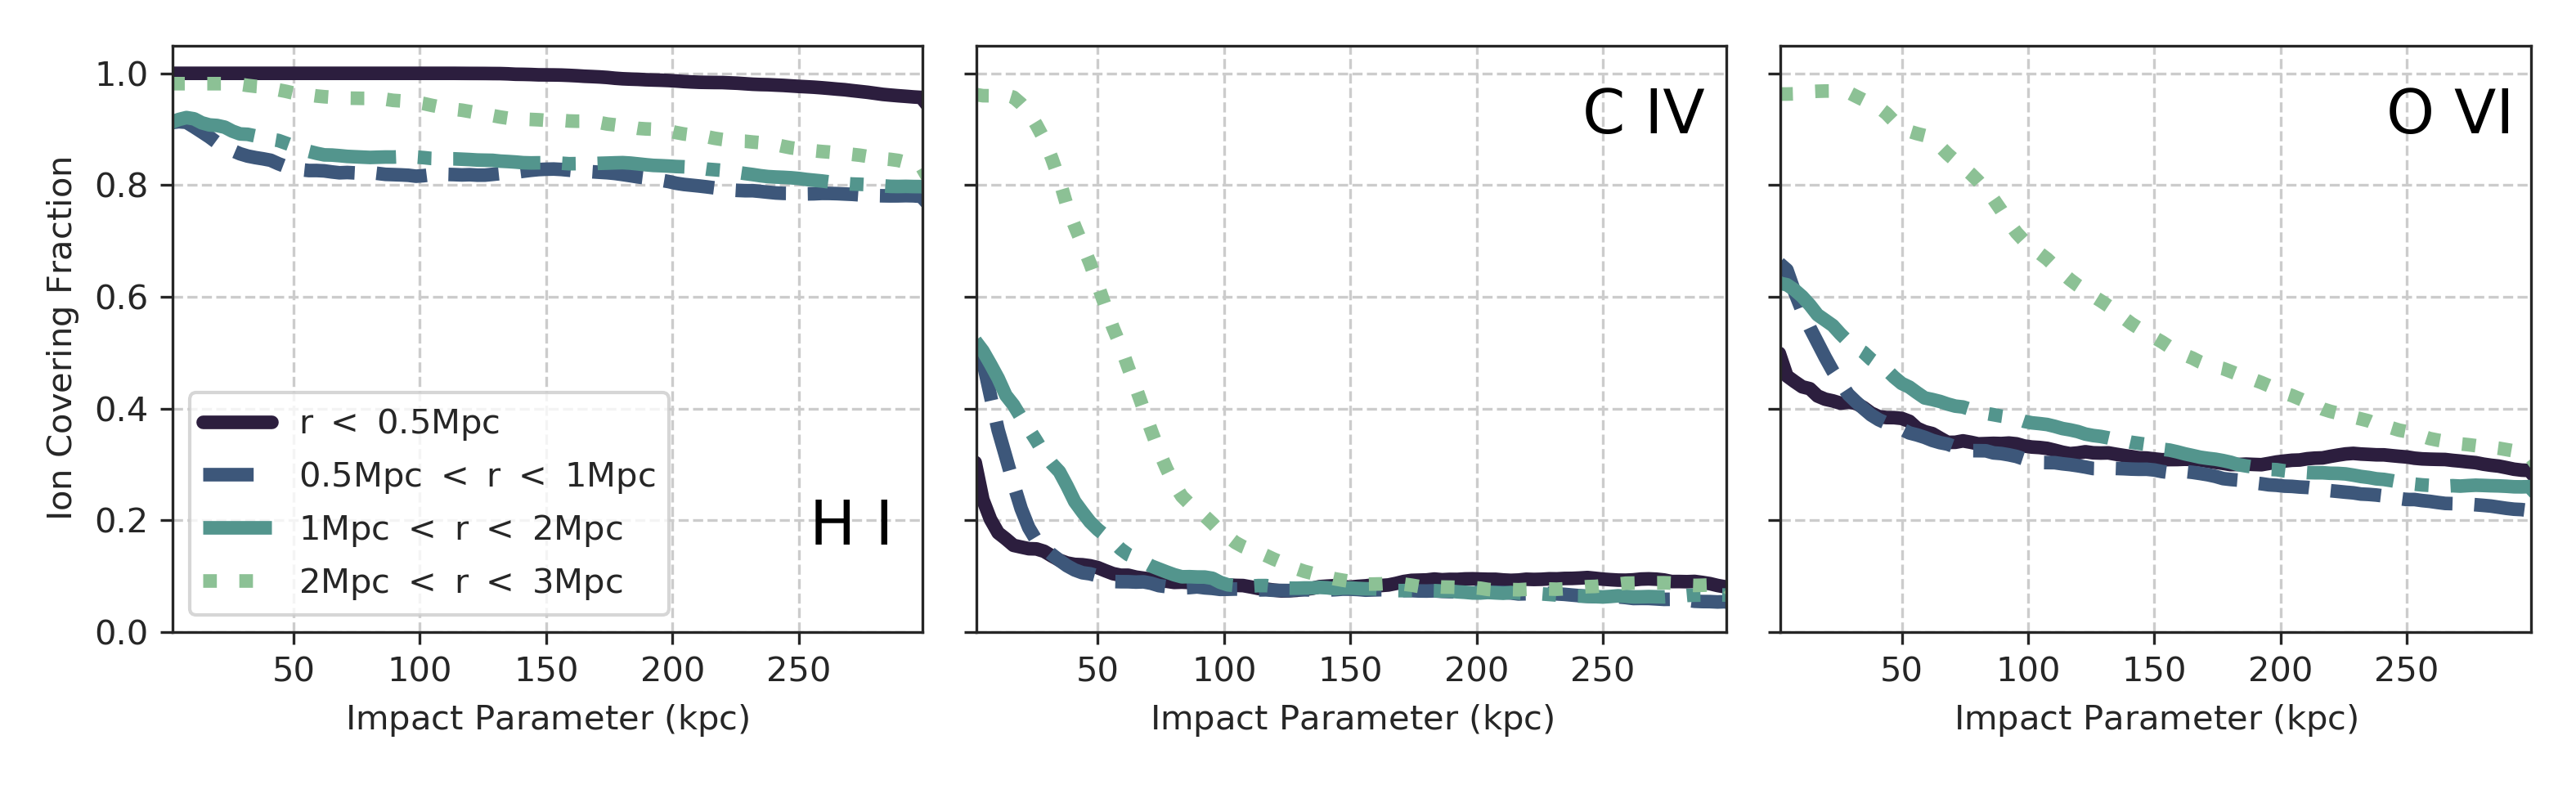 Ion Covering Fraction
1.0
0.8
0.6
0.4
0.2
0.0
r < 0.5Mpc
0.5Mpc < r < 1Mpc
1Mpc < r < 2Mpc
2Mpc < r < 3Mpc
H I
50 100 150 200 250
Impact Parameter (kpc)
C IV
50 100 150 200 250
Impact Parameter (kpc)
O VI
50 100 150 200 250
Impact Parameter (kpc)